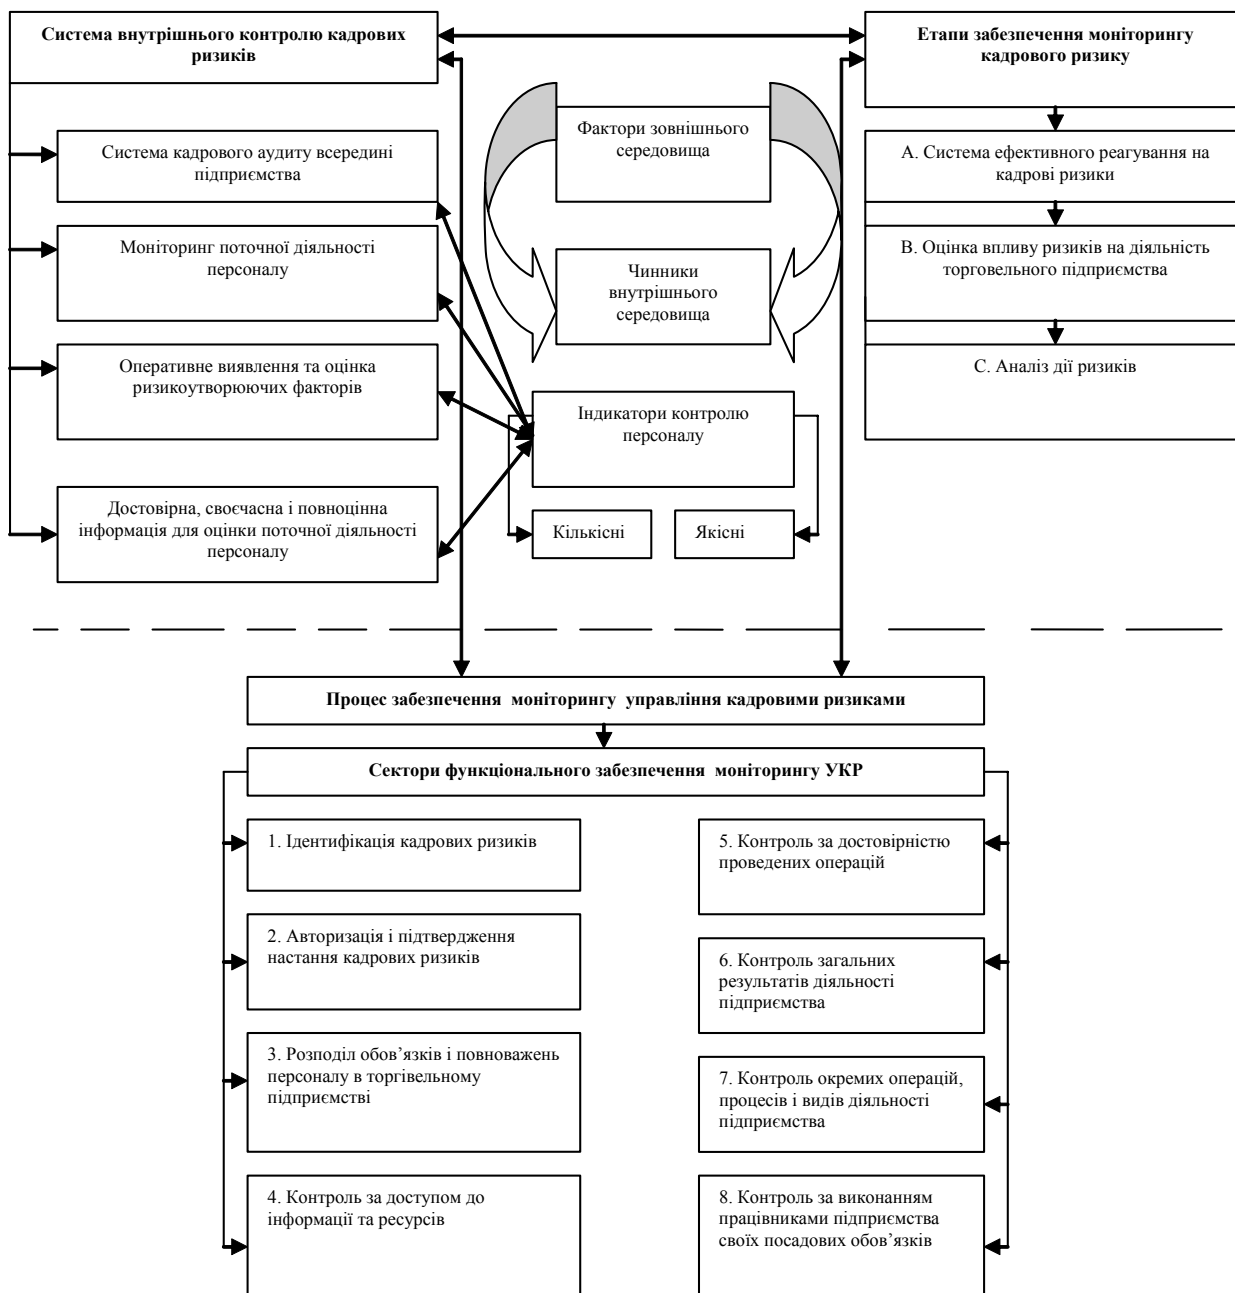 Система внутрішнього контролю кадрових
ризиків
Етапи забезпечення моніторингу
кадрового ризику
Система кадрового аудиту всередині
підприємства
Моніторинг поточної діяльності
персоналу
Оперативне виявлення та оцінка
ризикоутворюючих факторів
Достовірна, своєчасна і повноцінна
інформація для оцінки поточної діяльності
персоналу
Фактори зовнішнього
середовища
Чинники
внутрішнього
середовища
Індикатори контролю
персоналу
Кількісні
Якісні
А. Система ефективного реагування на
кадрові ризики
В. Оцінка впливу ризиків на діяльність
торговельного підприємства
С. Аналіз дії ризиків
Процес забезпечення моніторингу управління кадровими ризиками
Сектори функціонального забезпечення моніторингу УКР
1. Ідентифікація кадрових ризиків
2. Авторизація і підтвердження
настання кадрових ризиків
3. Розподіл обов’язків і повноважень
персоналу в торгівельному
підприємстві
4. Контроль за доступом до
інформації та ресурсів
5. Контроль за достовірністю
проведених операцій
6. Контроль загальних
результатів діяльності
підприємства
7. Контроль окремих операцій,
процесів і видів діяльності
підприємства
8. Контроль за виконанням
працівниками підприємства
своїх посадових обов’язків